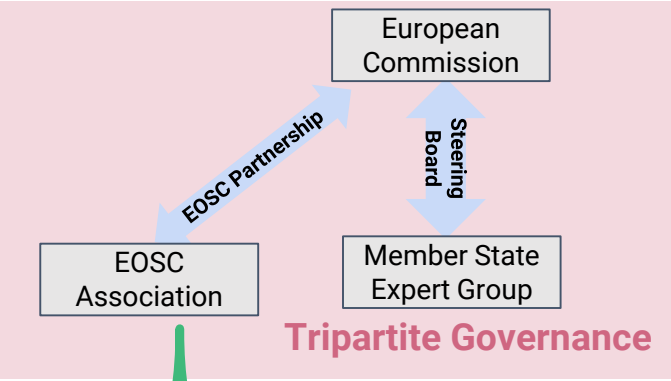 European
Commission
EOSC Partnership
Steering
Board
EOSC
Association
Member State
Expert Group
Tripartite Governance